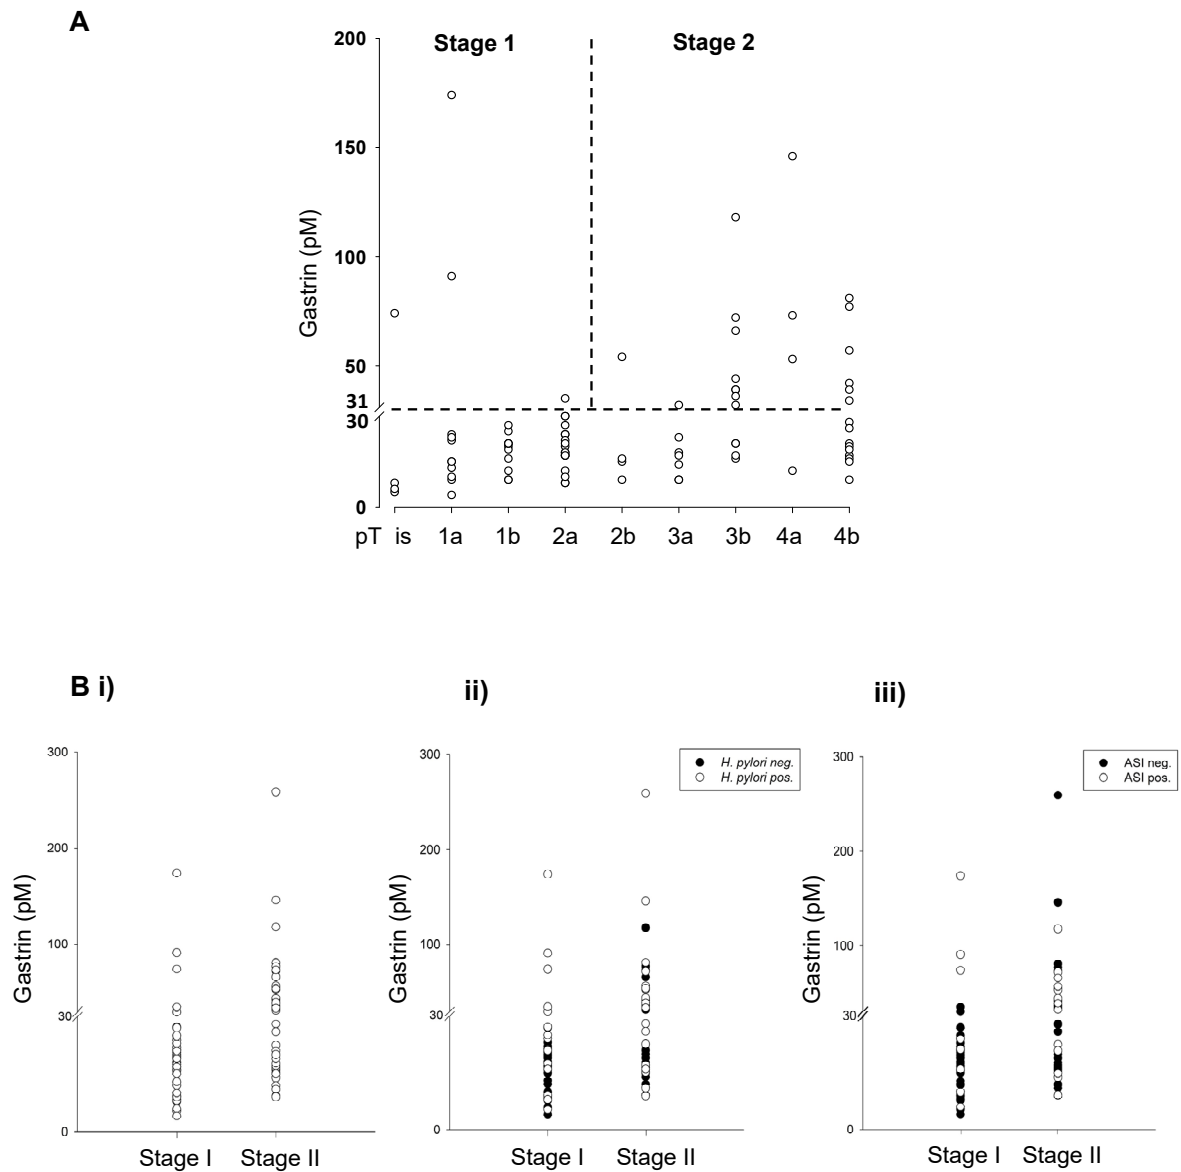 A
Stage 1
Stage 2
200
150
100
50
31
30
0
Gastrin (pM)
pT is 1a 1b 2a 2b 3a 3b 4a 4b
B i)
300
200
100
30
0
Gastrin (pM)
Stage I Stage II
ii)
H. pylori neg.
H. pylori pos.
300
200
100
30
0
Gastrin (pM)
Stage I Stage II
iii)
ASI neg.
ASI pos.
300
200
100
30
0
Gastrin (pM)
Stage I Stage II